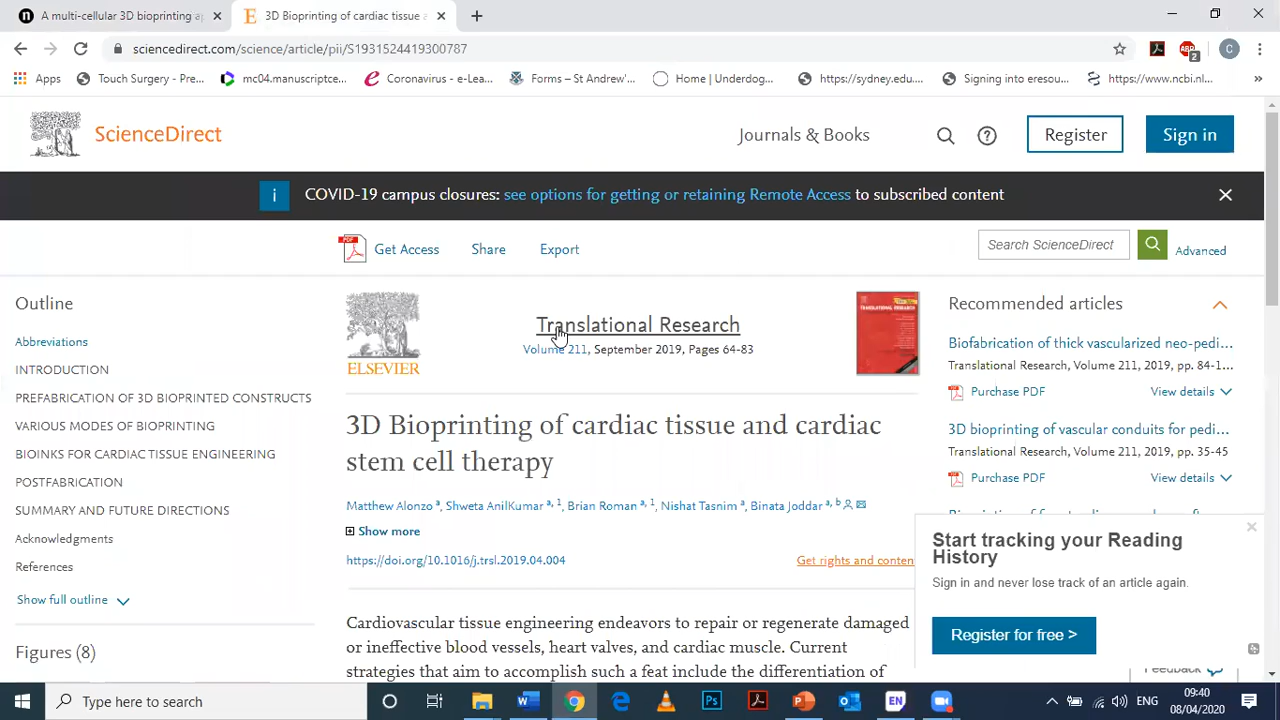 A multi-cellular 3D bioprinting a
3D Bioprinting of cardiac tissue a
sciencedirect.com/science/article/pii/S1931524419300787
Apps
Touch Surgery - Pre...
mc04.manuscriptce...
Coronavirus - e-Lea...
Forms – St Andrew'...
Home | Underdog...
https://sydney.edu....
Signing into eresou...
https://www.ncbi.nl...
ScienceDirect
Journals & Books
Register
Sign in
COVID-19 campus closures: see options for getting or retaining Remote Access to subscribed content
Get Access
Share
Export
Search ScienceDirect
Advanced
Outline
Abbreviations
INTRODUCTION
PREFABRICATION OF 3D BIOPRINTED CONSTRUCTS
VARIOUS MODES OF BIOPRINTING
BIOINKS FOR CARDIAC TISSUE ENGINEERING
POSTFABRICATION
SUMMARY AND FUTURE DIRECTIONS
Acknowledgments
References
Show full outline
Figures (8)
ELSEVIER
Translational Research
Volume 211, September 2019, Pages 64-83
TRANSLATIONAL RESEARCH
3D Bioprinting of cardiac tissue and cardiac
stem cell therapy
Matthew Alonzo a, Shweta AnilKumar a, 1, Brian Roman a, 1, Nishat Tasnim a, Binata Joddar a, b
Show more
https://doi.org/10.1016/j.trsl.2019.04.004
Get rights and conten
Cardiovascular tissue engineering endeavors to repair or regenerate damaged
or ineffective blood vessels, heart valves, and cardiac muscle. Current
strategies that aim to accomplish such a feat include the differentiation of
Recommended articles
Biofabrication of thick vascularized neo-pedi...
Translational Research, Volume 211, 2019, pp. 84-1...
Purchase PDF
View details
3D bioprinting of vascular conduits for pedi...
Translational Research, Volume 211, 2019, pp. 35-45
Purchase PDF
View details
Start tracking your Reading
History
Sign in and never lose track of an article again.
Register for free >
Feedback
Type here to search
ENG
09:40
08/04/2020